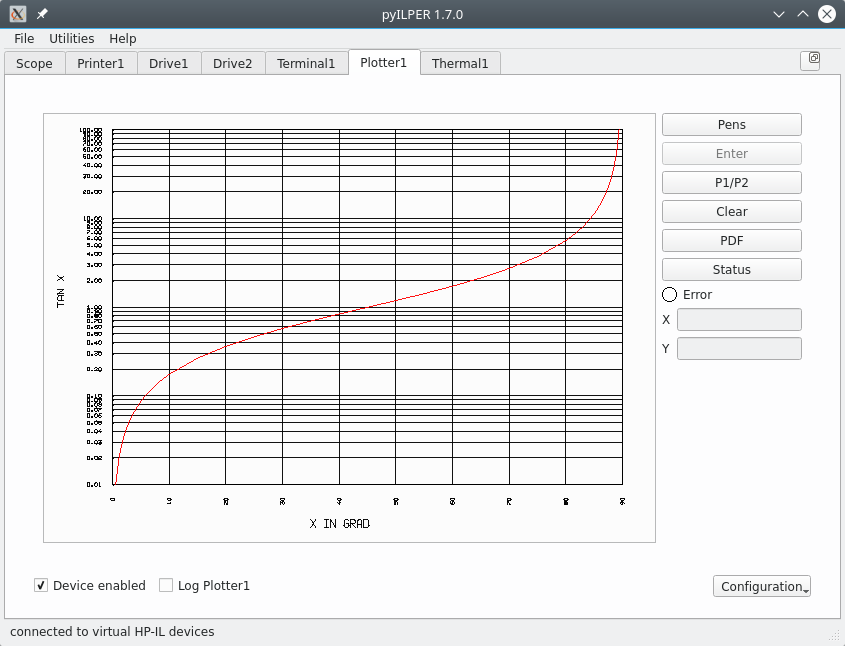 pyILPER 1.7.0
File Utilities Help
Scope Printer1 Drive1 Drive2 Terminal1 Plotter1 Thermal1
100.00
90.00
80.00
70.00
60.00
50.00
40.00
30.00
20.00
10.00
9.00
8.00
7.00
6.00
5.00
4.00
3.00
2.00
1.00
0.90
0.80
0.70
0.60
0.50
0.40
0.30
0.20
0.10
0.09
0.08
0.07
0.06
0.05
0.04
0.03
0.02
0.01
TAN X
0 10 20 30 40 50 60 70 80 90
X IN GRAD
Pens
Enter
P1/P2
Clear
PDF
Status
Error
X
Y
Device enabled Log Plotter1 Configuration
connected to virtual HP-IL devices